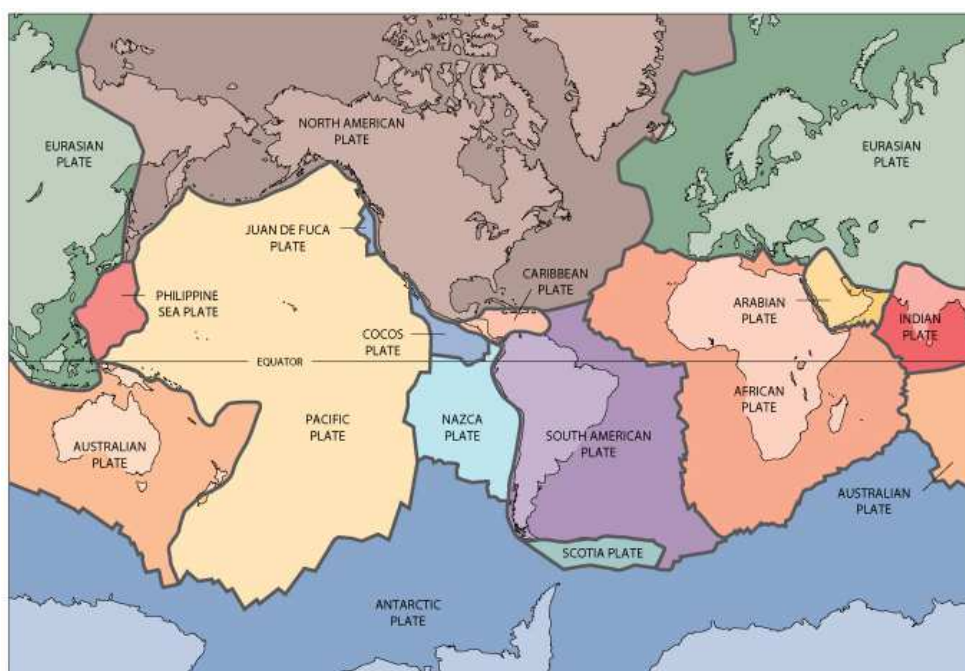 NORTH AMERICAN
PLATE
EURASIAN
PLATE
EURASIAN
PLATE
JUAN DE FUCA
PLATE
CARIBBEAN
PLATE
PHILIPPINE
SEA PLATE
ARABIAN
PLATE
INDIAN
PLATE
COCOS
PLATE
EQUATOR
AFRICAN
PLATE
PACIFIC
PLATE
NAZCA
PLATE
SOUTH AMERICAN
PLATE
AUSTRALIAN
PLATE
AUSTRALIAN
PLATE
SCOTIA PLATE
ANTARCTIC
PLATE